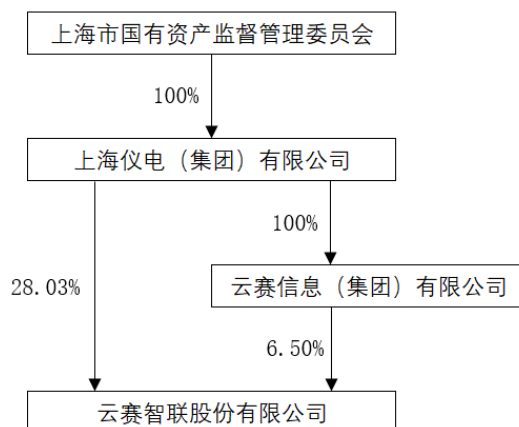 上海市国有资产监督管理委员会
100%
上海仪电（集团）有限公司
100%
28.03%
云赛信息（集团）有限公司
6.50%
云赛智联股份有限公司